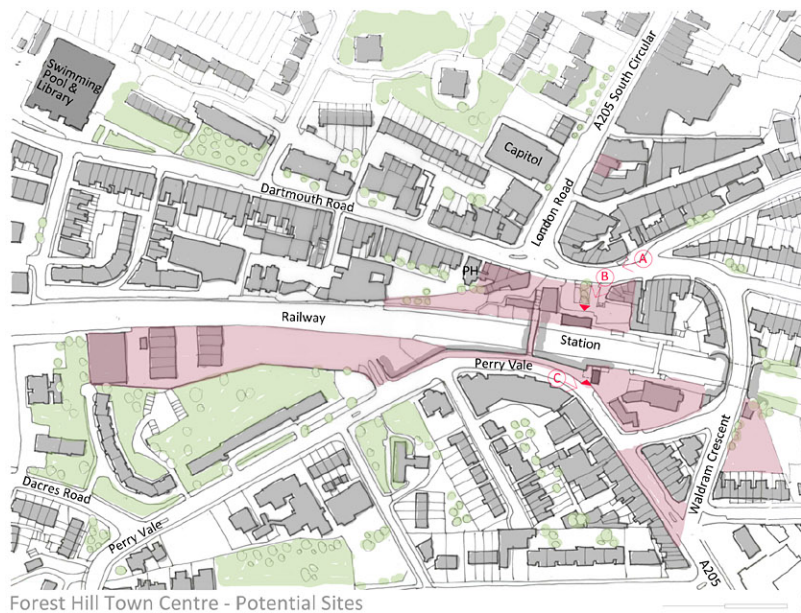 Swimming
Pool &
Library
A205 South Circular
Capitol
Dartmouth Road
London Road
A
B
PH
Railway
Station
Perry Vale
C
Waldram Crescent
Dacres Road
Perry Vale
A205
Forest Hill Town Centre - Potential Sites